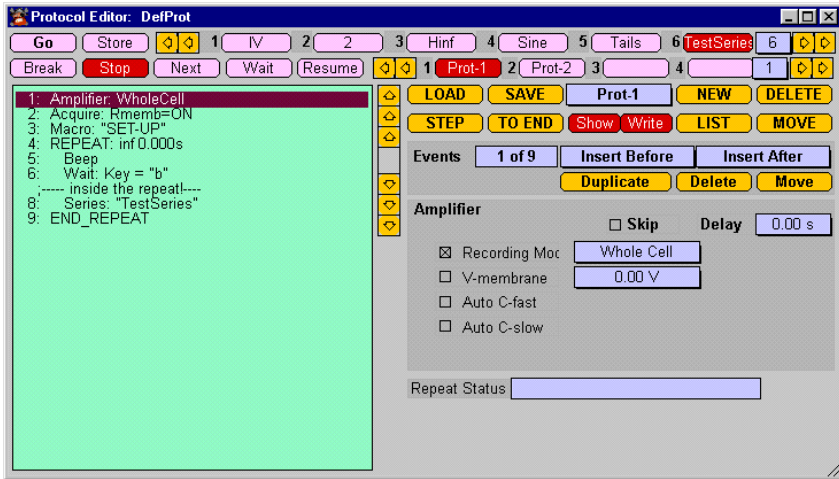 Protocol Editor: DefProt
Go Store 1 IV 2 2 3 Hinf 4 Sine 5 Tails 6 TestSeries 6
Break Stop Next Wait Resume 1 Prot-1 2 Prot-2 3 4 1
1: Amplifier: WholeCell
2: Acquire: Rmemb=ON
3: Macro: "SET-UP"
4: REPEAT: inf 0.000s
5: Beep
6: Wait: Key = "b"
;----- inside the repeat!----
8: Series: "TestSeries"
9: END_REPEAT
LOAD SAVE Prot-1 NEW DELETE
STEP TO END Show Write LIST MOVE
Events 1 of 9 Insert Before Insert After
Duplicate Delete Move
Amplifier
Skip Delay 0.00 s
Recording Moc Whole Cell
V-membrane 0.00 V
Auto C-fast
Auto C-slow
Repeat Status